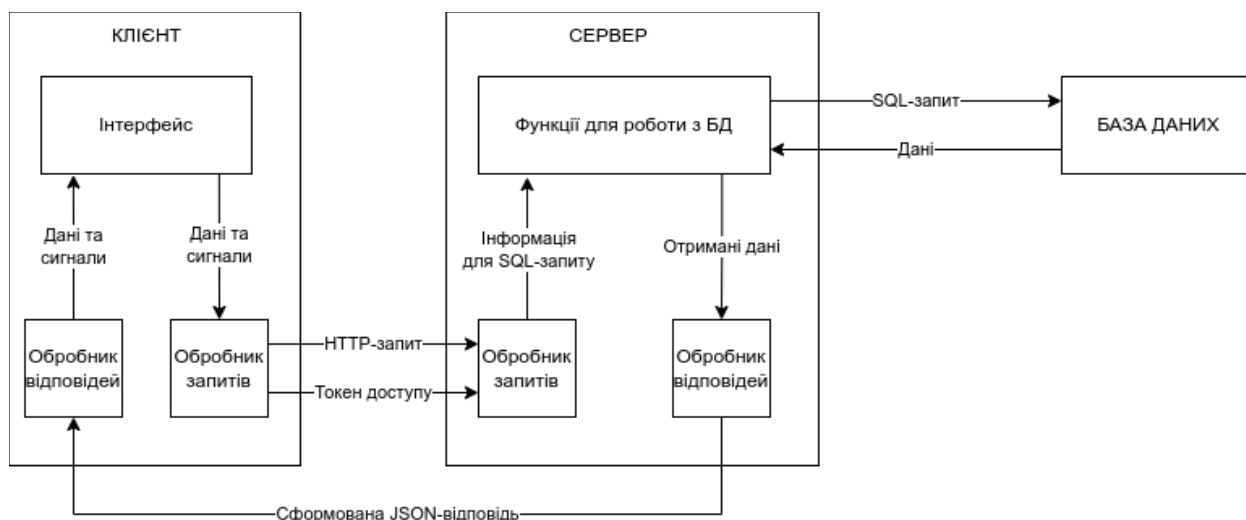 КЛІЄНТ
СЕРВЕР
Інтерфейс
Функції для роботи з БД
SQL-запит
БАЗА ДАНИХ
Дані
Дані та
сигнали
Дані та
сигнали
Інформація
для SQL-запиту
Отримані дані
Обробник
відповідей
Обробник
запитів
HTTP-запит
Токен доступу
Обробник
запитів
Обробник
відповідей
Сформована JSON-відповідь